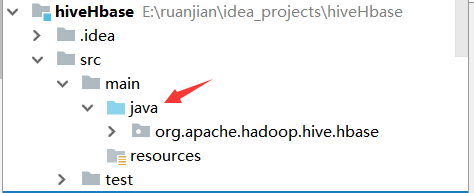 hiveHbase E:\ruanjian\idea_projects\hiveHbase
.idea
src
main
java
org.apache.hadoop.hive.hbase
resources
test